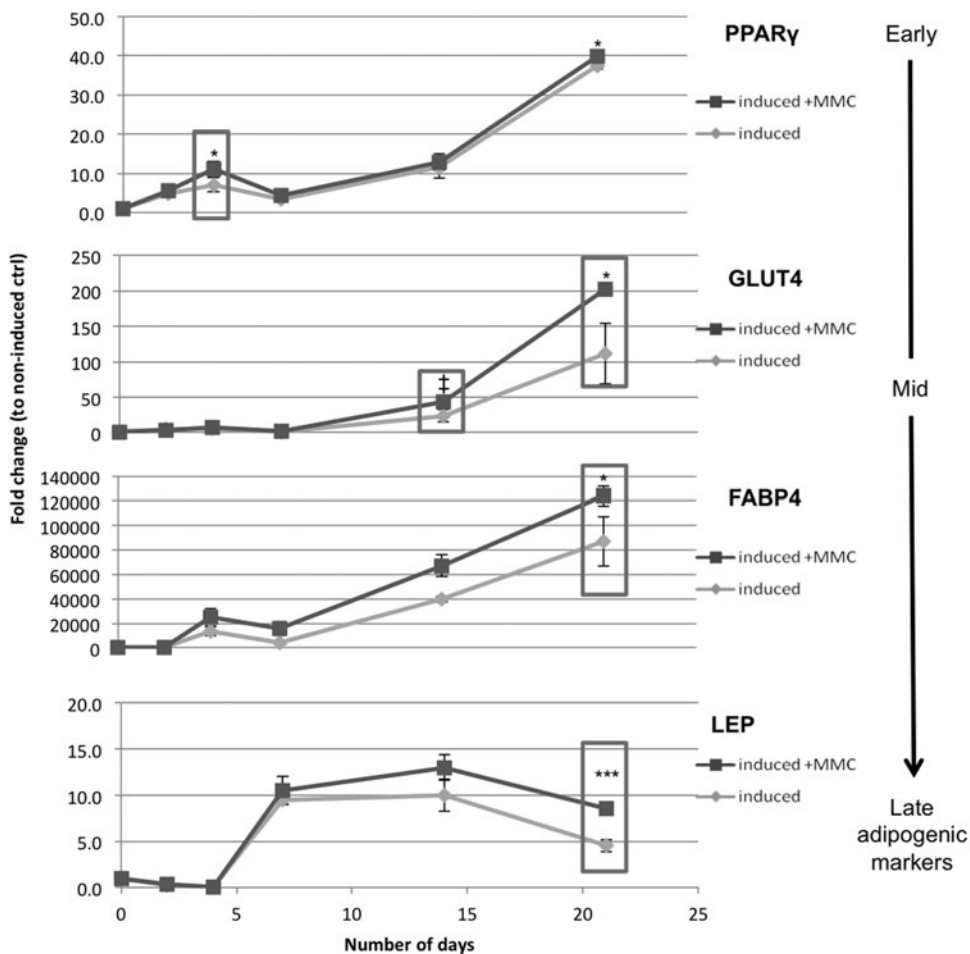 Fold change (to non-induced ctrl)
50.0
40.0
30.0
20.0
10.0
0.0
*
*
PPARγ
induced +MMC
induced
250
200
150
100
50
0
‡
*
GLUT4
induced +MMC
induced
140000
120000
100000
80000
60000
40000
20000
0
*
FABP4
induced +MMC
induced
20.0
15.0
10.0
5.0
0.0
***
LEP
induced +MMC
induced
0 5 10 15 20 25
Number of days
Early
Mid
Late
adipogenic
markers